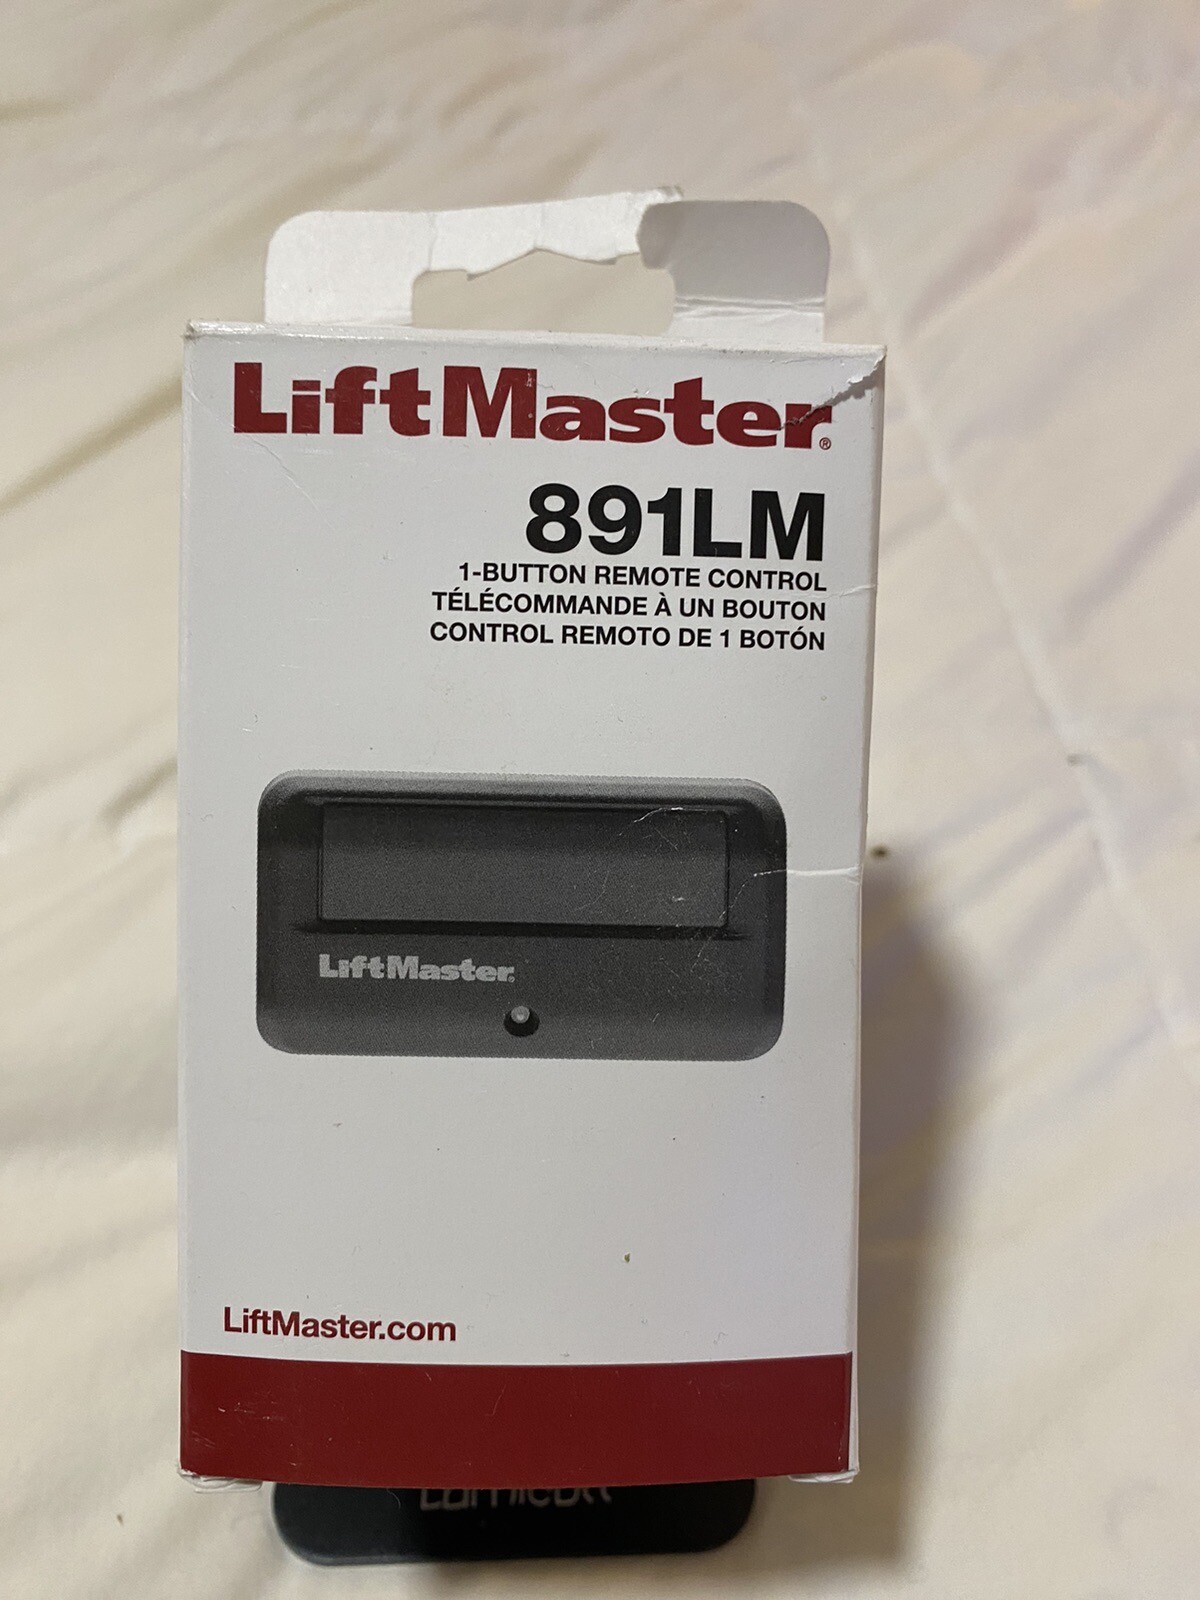 LiftMaster®
891LM
1-BUTTON REMOTE CONTROL
TÉLÉCOMMANDE À UN BOUTON
CONTROL REMOTO DE 1 BOTÓN
LiftMaster
LiftMaster.com